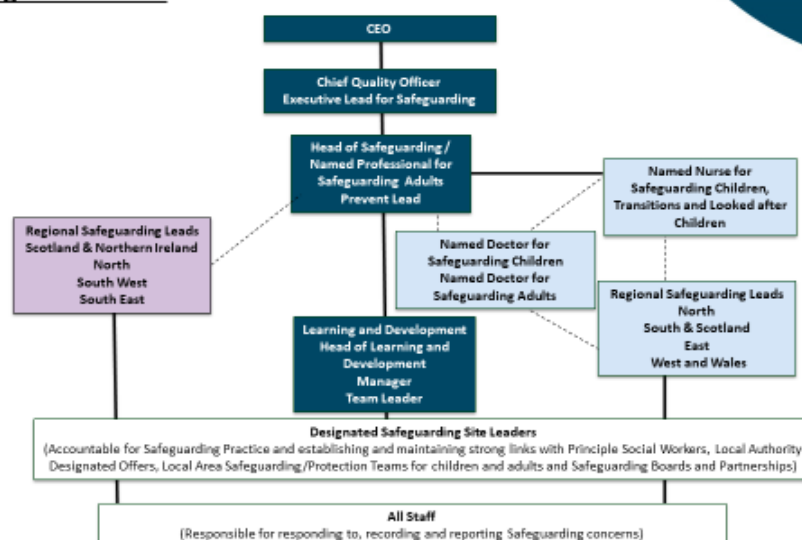 CEO
Chief Quality Officer
Executive Lead for Safeguarding
Head of Safeguarding/
Named Professional for
Safeguarding Adults
Prevent Lead
Named Nurse for
Safeguarding Children,
Transitions and Looked after
Children
Regional Safeguarding Leads
Scotland & Northern Ireland
North
South West
South East
Named Doctor for
Safeguarding Children
Named Doctor for
Safeguarding Adults
Regional Safeguarding Leads
North
South & Scotland
East
West and Wales
Learning and Development
Head of Learning and
Development
Manager
Team Leader
Designated Safeguarding Site Leaders
(Accountable for Safeguarding Practice and establishing and maintaining strong links with Principle Social Workers, Local Authority
Designated Offers, Local Area Safeguarding/Protection Teams for children and adults and Safeguarding Boards and Partnerships)
All Staff
(Responsible for responding to, recording and reporting Safeguarding concerns)